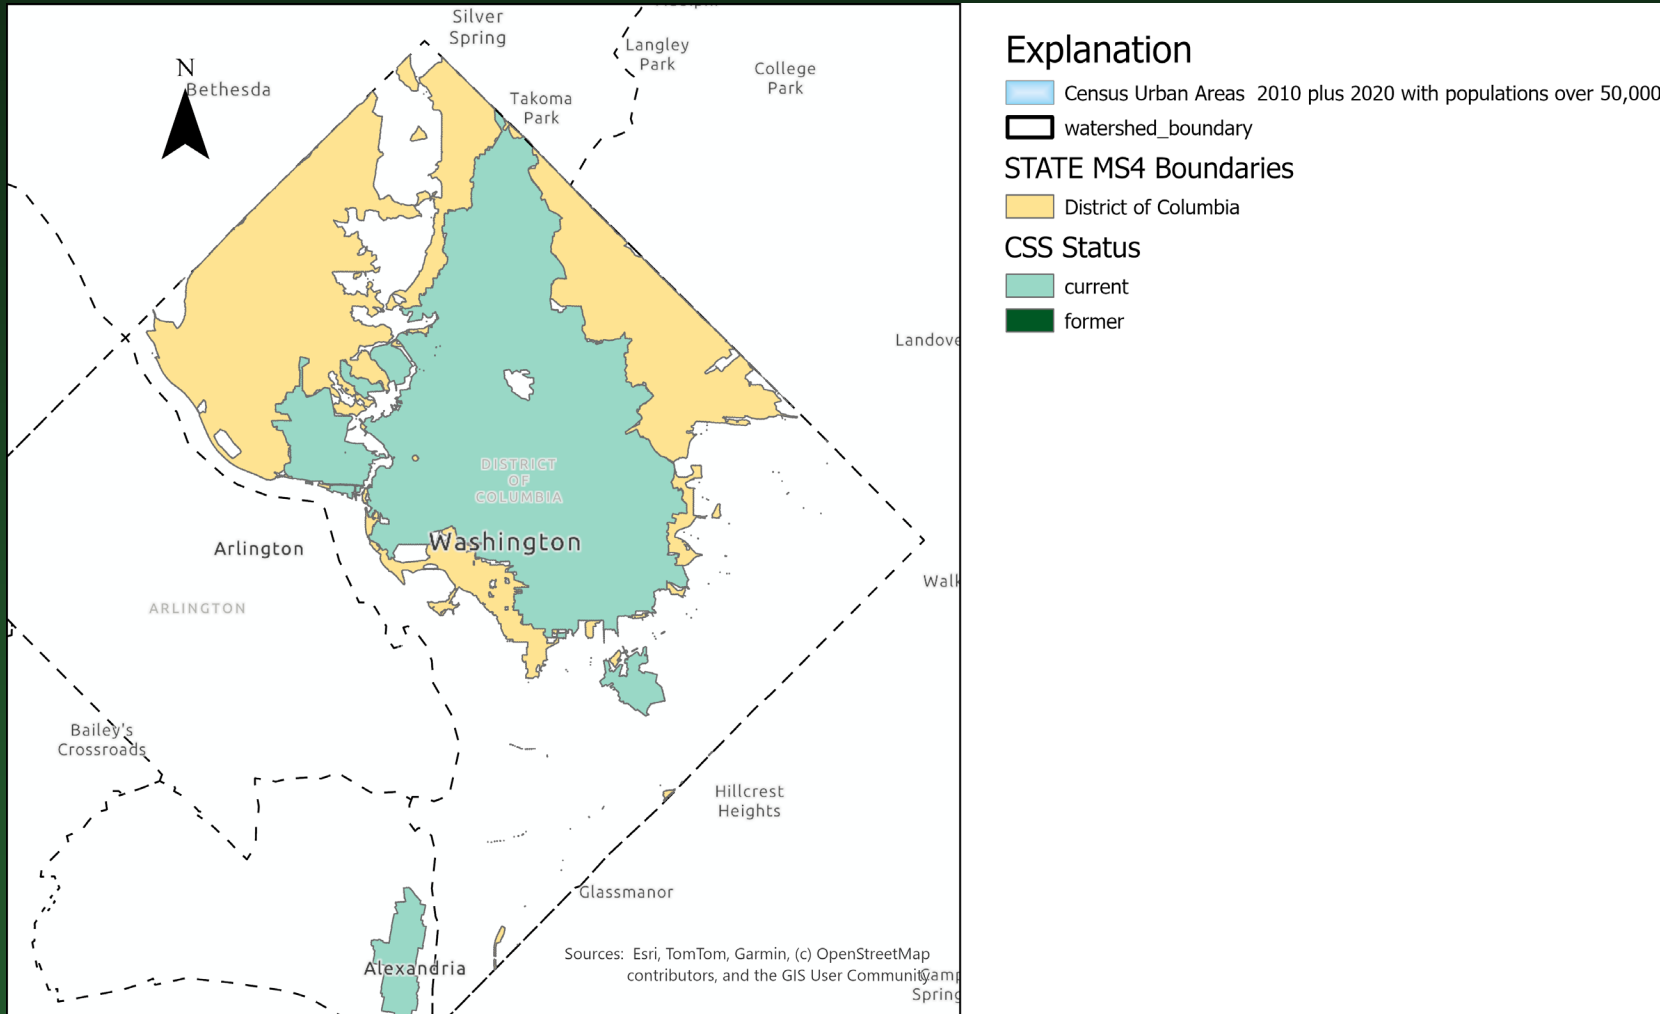 Silver
Spring
Langley
Park
College
Park
N
Bethesda
Takoma
Park
Landove
DISTRICT
OF
COLUMBIA
Washington
Arlington
Walk
ARLINGTON
Bailey's
Crossroads
Hillcrest
Heights
Glassmanor
Sources: Esri, TomTom, Garmin, (c) OpenStreetMap
contributors, and the GIS User Community
Alexandria
Camp
Spring
Explanation
Census Urban Areas 2010 plus 2020 with populations over 50,000
watershed_boundary
STATE MS4 Boundaries
District of Columbia
CSS Status
current
former